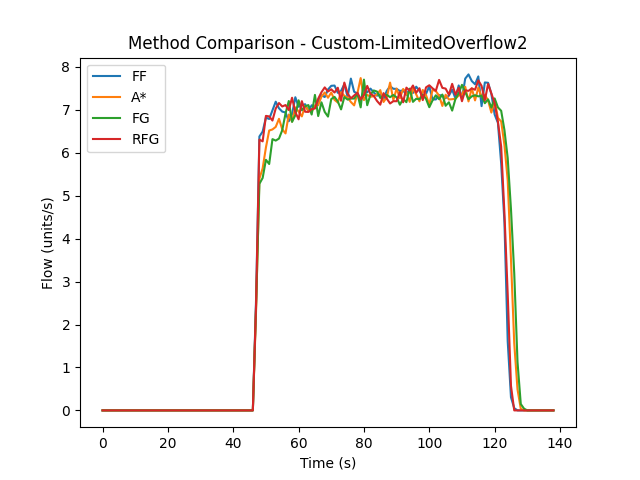 Method Comparison - Custom-LimitedOverflow2
FF
A*
FG
RFG
Flow (units/s)
8
7
6
5
4
3
2
1
0
0 20 40 60 80 100 120 140
Time (s)